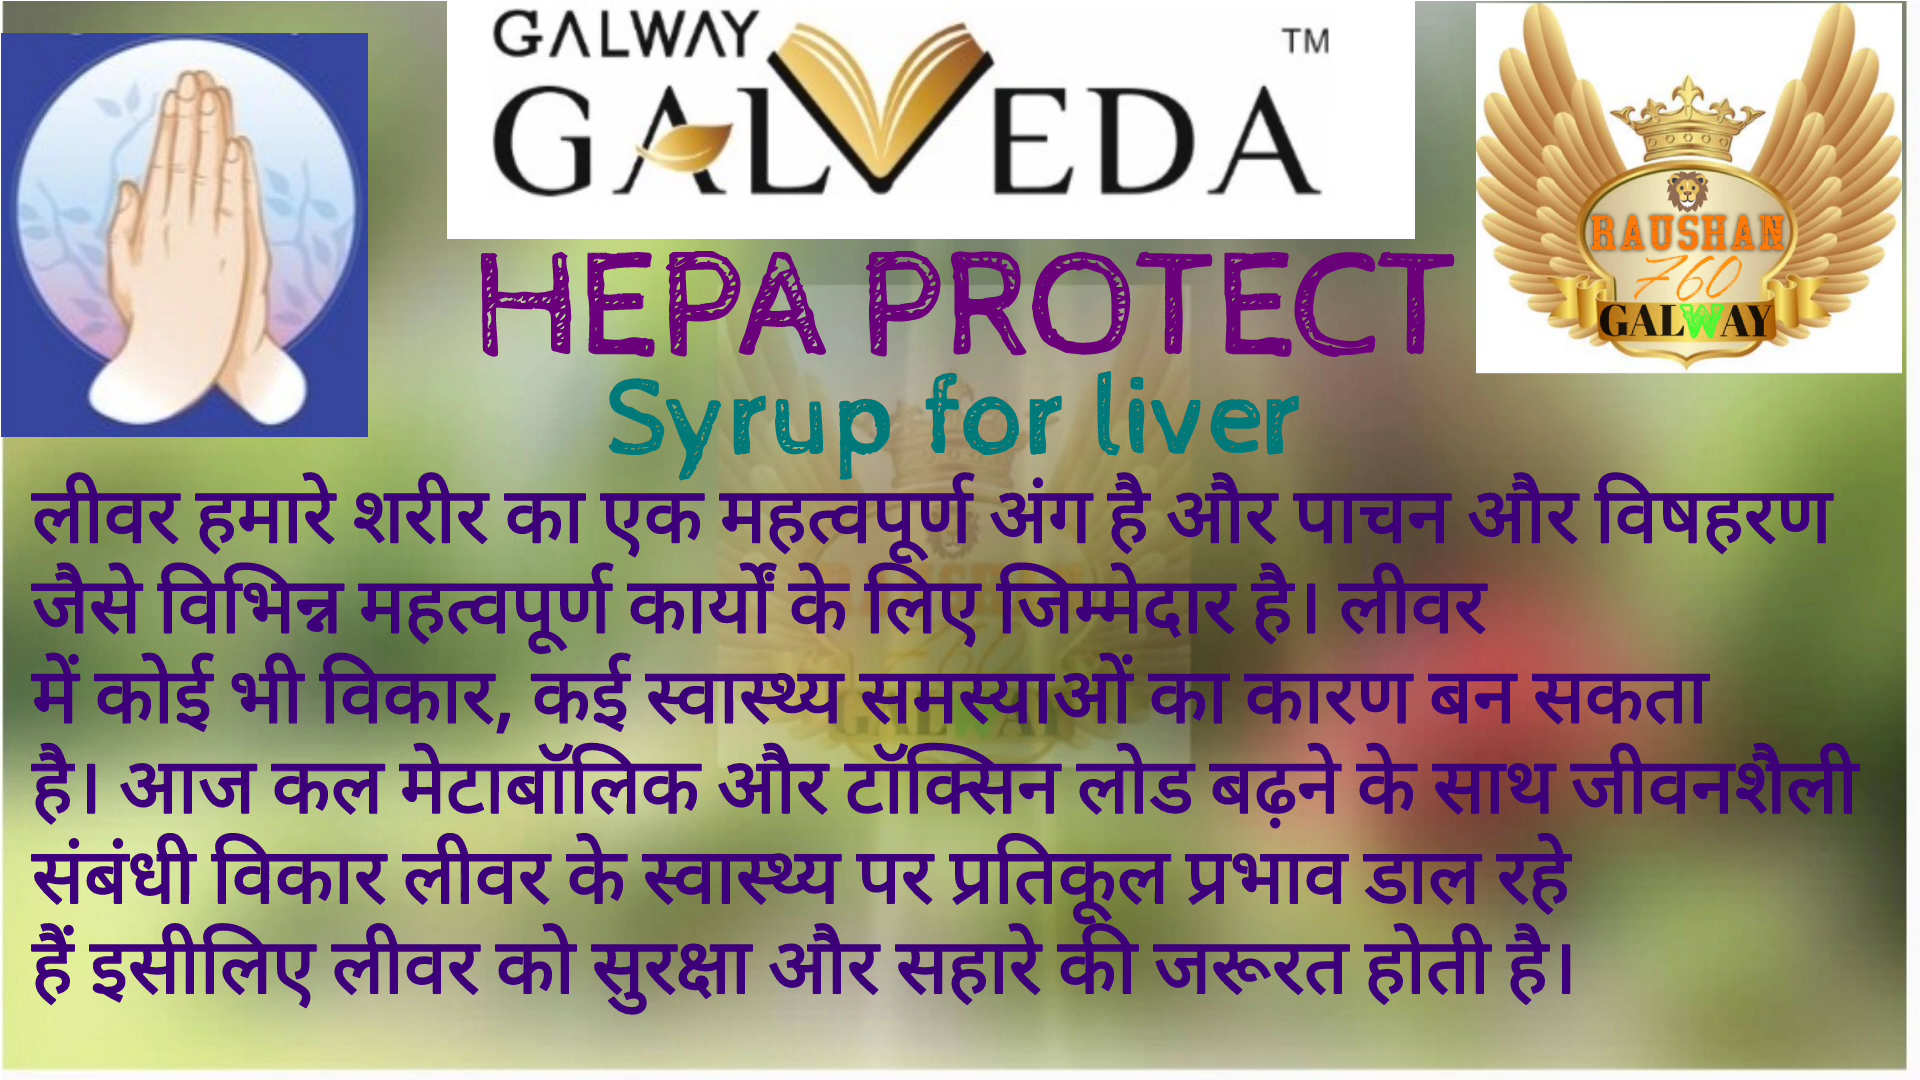 GALWAY
GALVEDA
TM
RAUSHAN
760
GALWAY
HEPA PROTECT
Syrup for liver
लीवर हमारे शरीर का एक महत्वपूर्ण अंग है और पाचन और विषहरण
जैसे विभिन्न महत्वपूर्ण कार्यों के लिए जिम्मेदार है। लीवर
में कोई भी विकार, कई स्वास्थ्य समस्याओं का कारण बन सकता
है। आज कल मेटाबॉलिक और टॉक्सिन लोड बढ़ने के साथ जीवनशैली
संबंधी विकार लीवर के स्वास्थ्य पर प्रतिकूल प्रभाव डाल रहे
हैं इसीलिए लीवर को सुरक्षा और सहारे की जरूरत होती है।